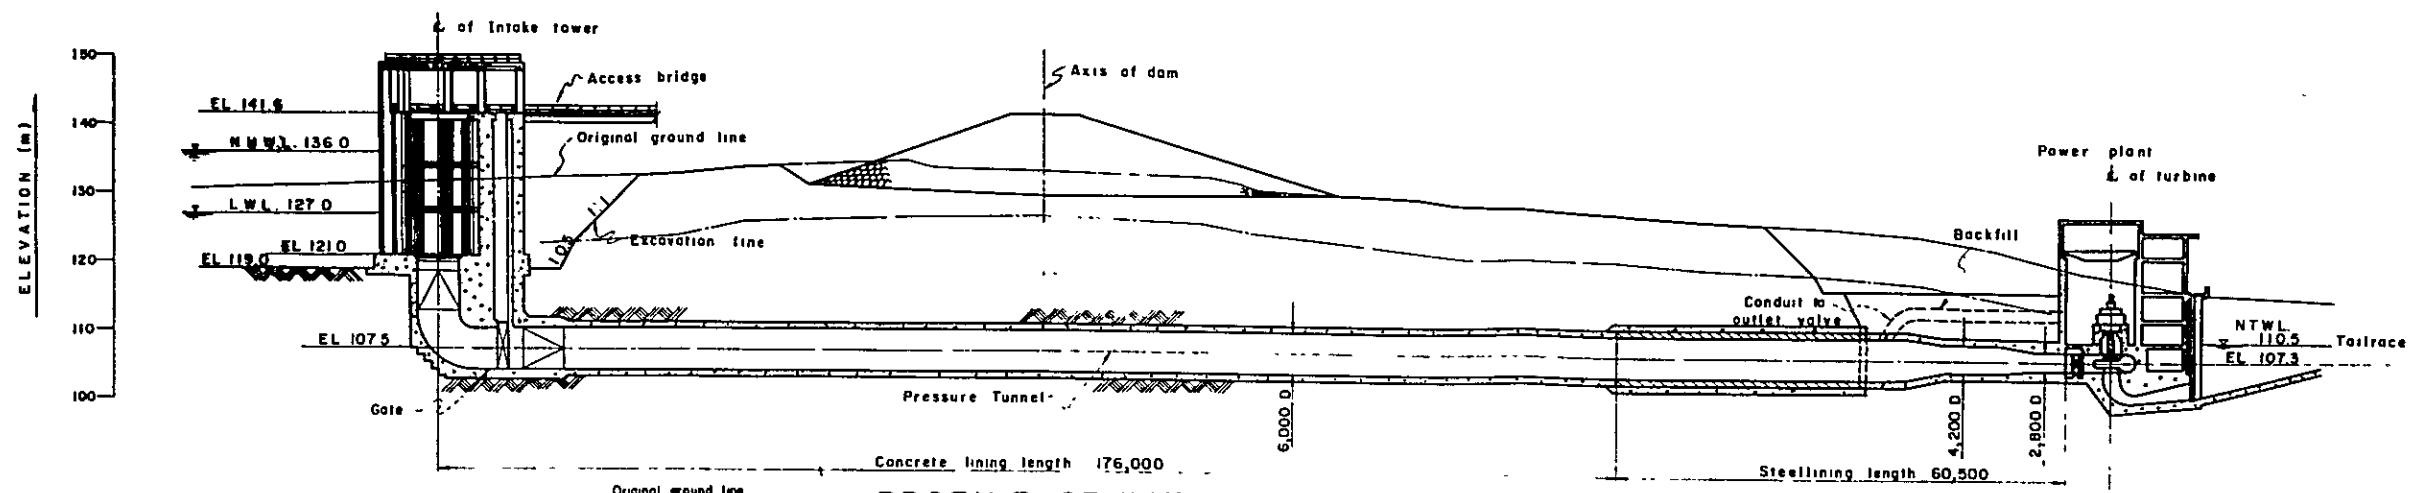 ℄ of Intake tower
150
140
130
120
110
100
ELEVATION (m)
Access bridge
Axis of dam
EL 141.6
Original ground line
N.W.L. 136.0
L.W.L. 127.0
EL 121.0
EL 119.0
1:0.5
Excavation line
Power plant
℄ of turbine
Backfill
Conduit to
outlet valve
EL 107.5
N.T.W.L.
110.5
Tailrace
EL 107.3
Gate
Pressure Tunnel
6,000 D
4,200 D
2,800 D
Concrete lining length 176,000
Steellining length 60,500
Original ground line